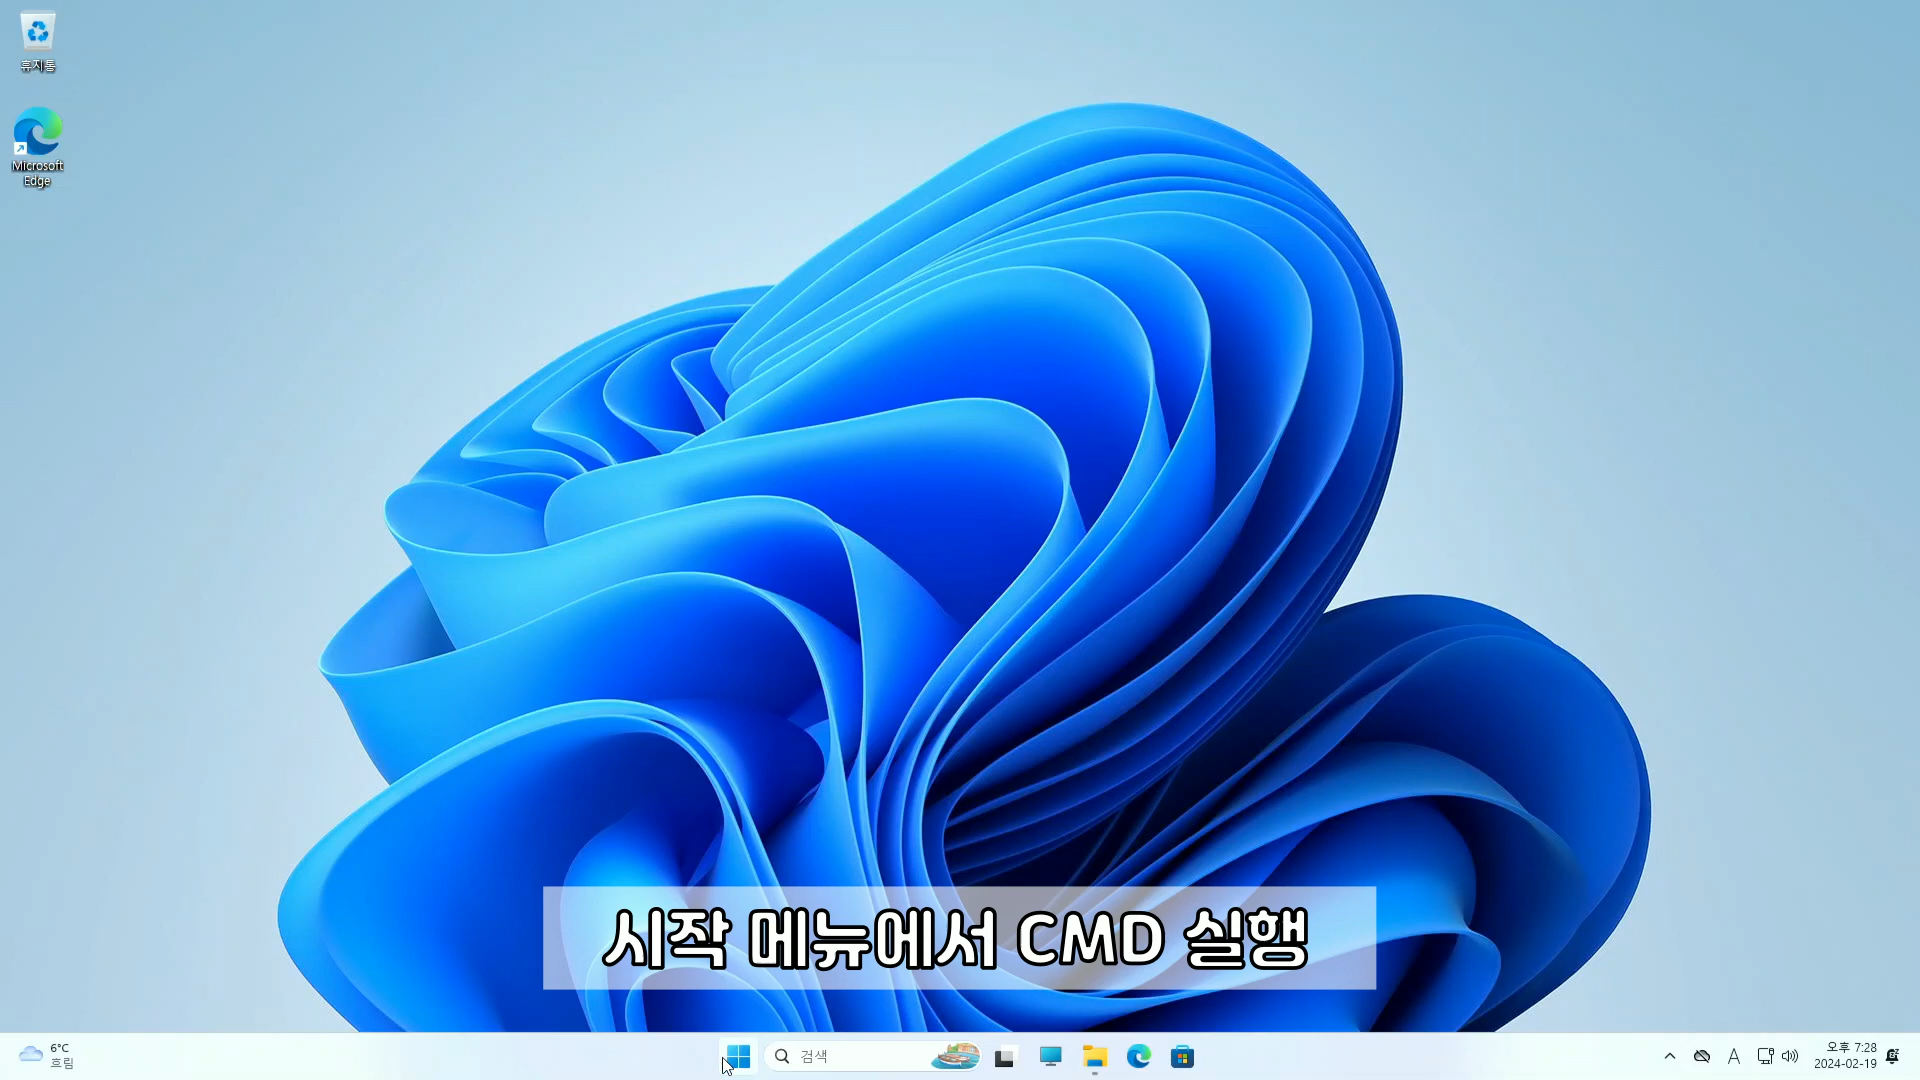 휴지통
Microsoft
Edge
시작 메뉴에서 CMD 실행
6°C
흐림
검색
A
오후 7:28
2024-02-19